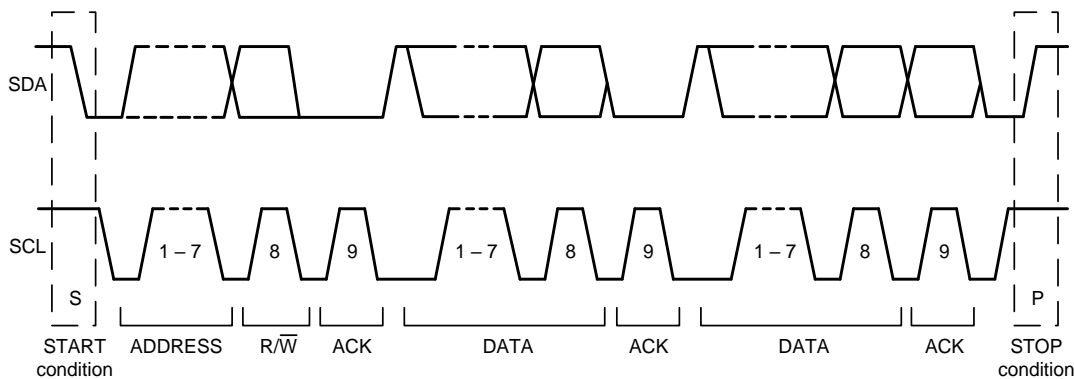 SDA
SCL
1 – 7 8 9 1 – 7 8 9 1 – 7 8 9
S P
START condition ADDRESS R/W̅ ACK DATA ACK DATA ACK STOP condition